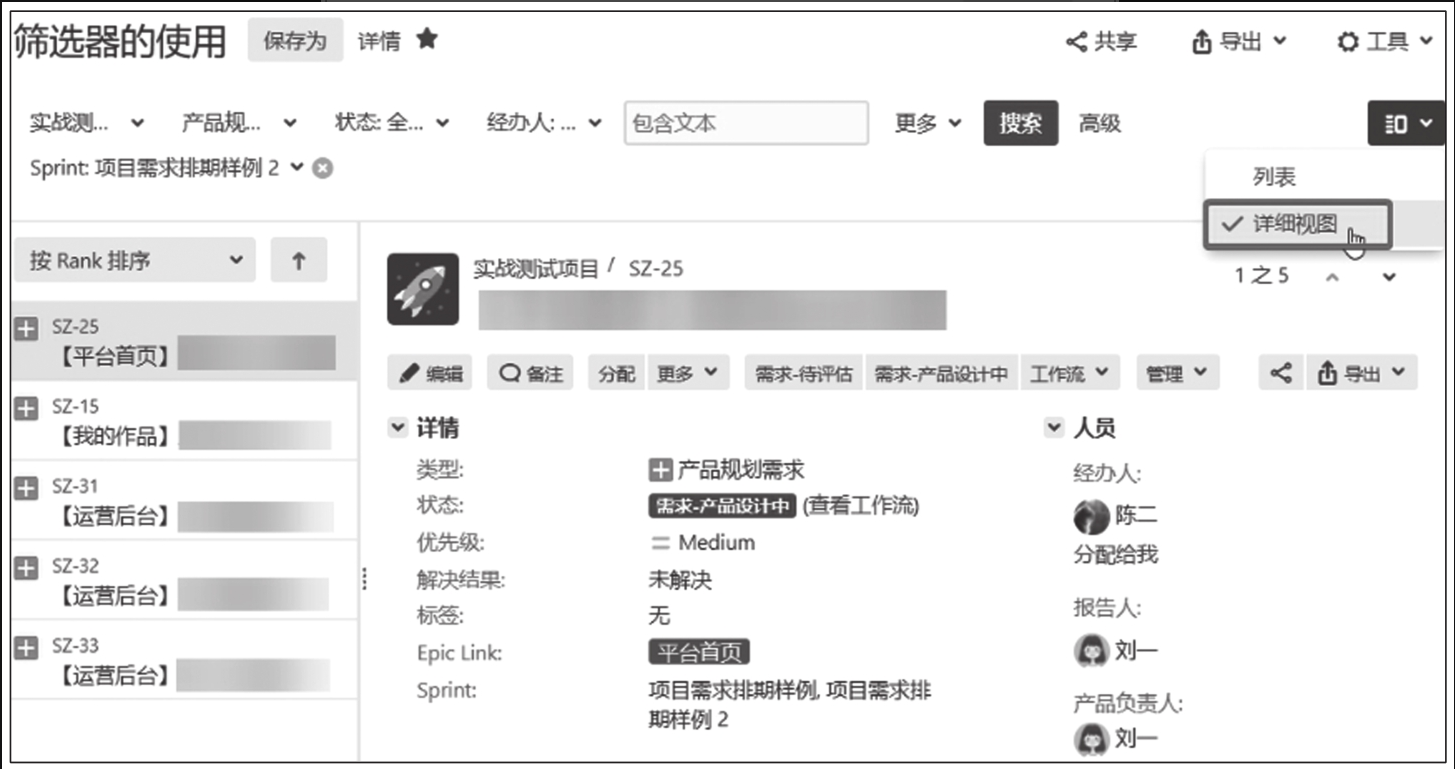 筛选器的使用 保存为 详情 共享 导出 工具
实战测... 产品规... 状态: 全... 经办人: ... 包含文本 更多 搜索 高级
Sprint: 项目需求排期样例 2
列表
详细视图
按 Rank 排序
SZ-25
【平台首页】
SZ-15
【我的作品】
SZ-31
【运营后台】
SZ-32
【运营后台】
SZ-33
【运营后台】
实战测试项目 / SZ-25
1 之 5
编辑 备注 分配 更多 需求-待评估 需求-产品设计中 工作流 管理 导出
详情
类型: 产品规划需求
状态: 需求-产品设计中 (查看工作流)
优先级: Medium
解决结果: 未解决
标签: 无
Epic Link: 平台首页
Sprint: 项目需求排期样例, 项目需求排
期样例 2
人员
经办人:
陈二
分配给我
报告人:
刘一
产品负责人:
刘一